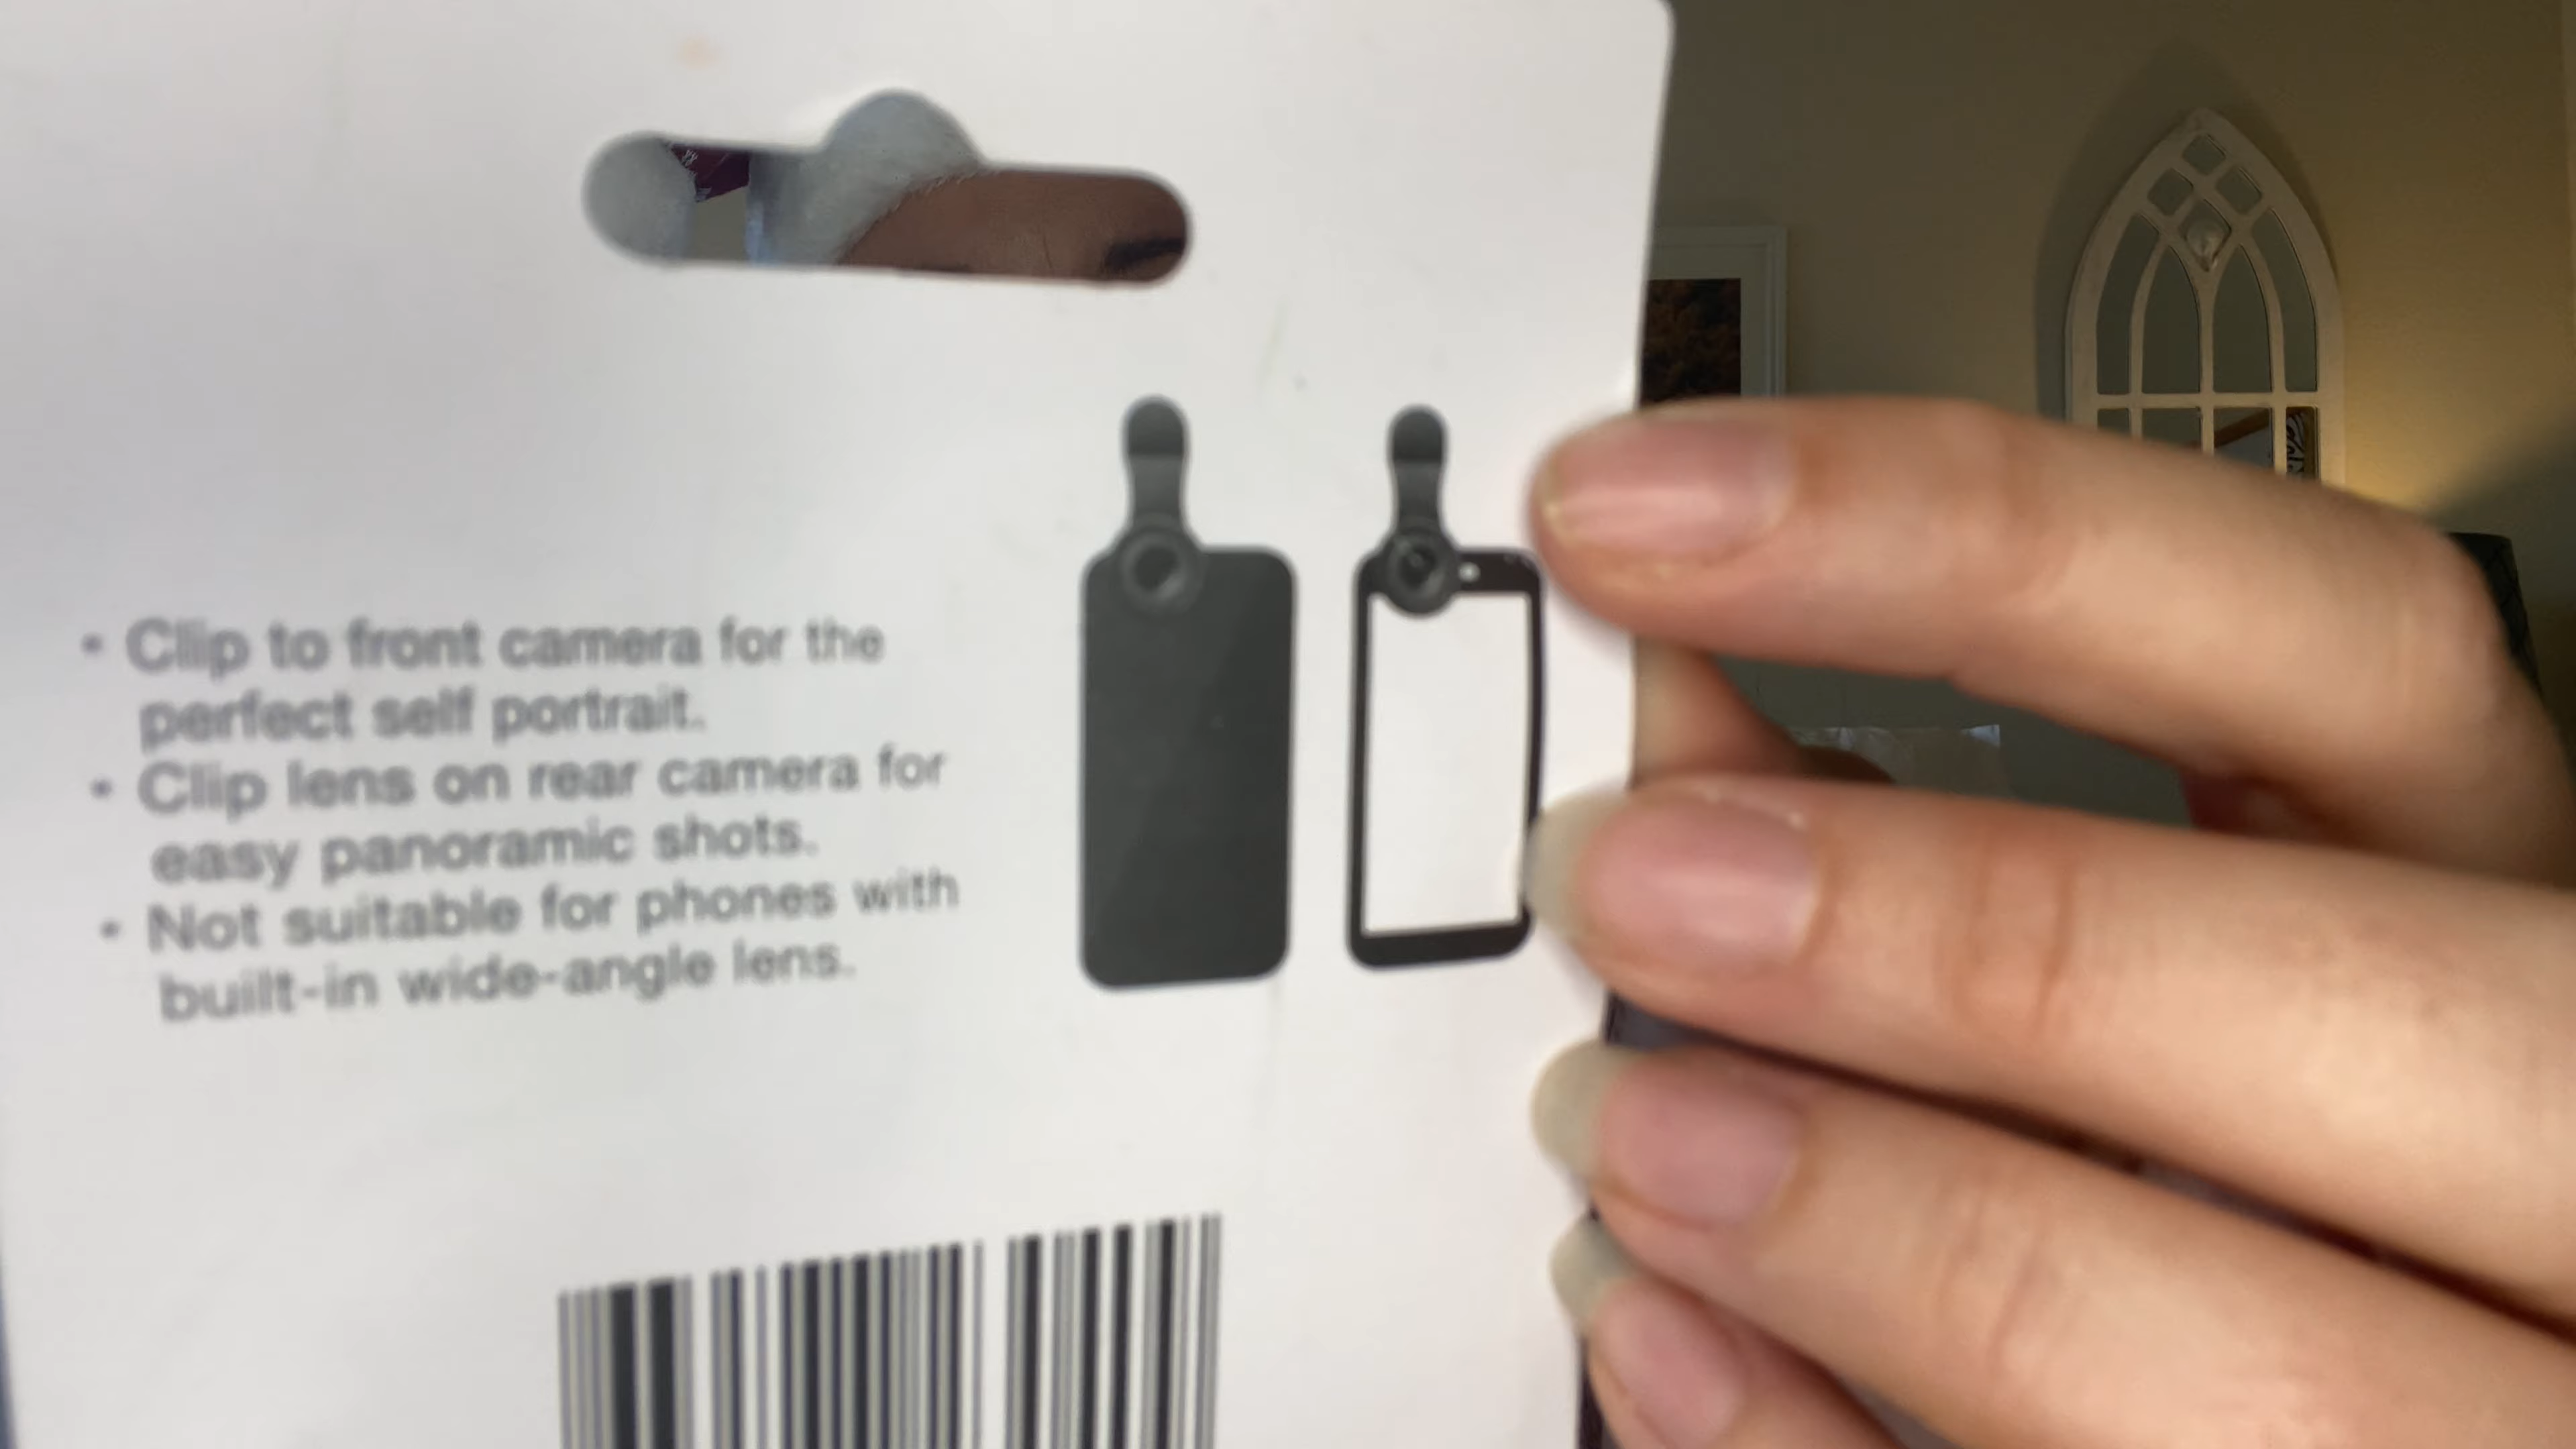 • Clip to front camera for the
perfect self portrait.
• Clip lens on rear camera for
easy panoramic shots.
• Not suitable for phones with
built-in wide-angle lens.